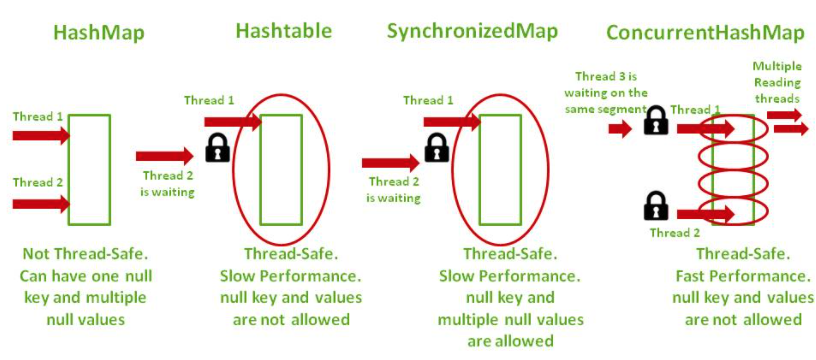 HashMap
Hashtable
SynchronizedMap
ConcurrentHashMap
Thread 1
Thread 2
Not Thread-Safe.
Can have one null
key and multiple
null values
Thread 1
Thread 2
is waiting
Thread-Safe.
Slow Performance.
null key and values
are not allowed
Thread 1
Thread 2
is waiting
Thread-Safe.
Slow Performance.
null key and
multiple null values
are allowed
Thread 3 is
waiting on the
same segment
Thread 1
Multiple
Reading
threads
Thread 2
Thread-Safe.
Fast Performance.
null key and values
are not allowed